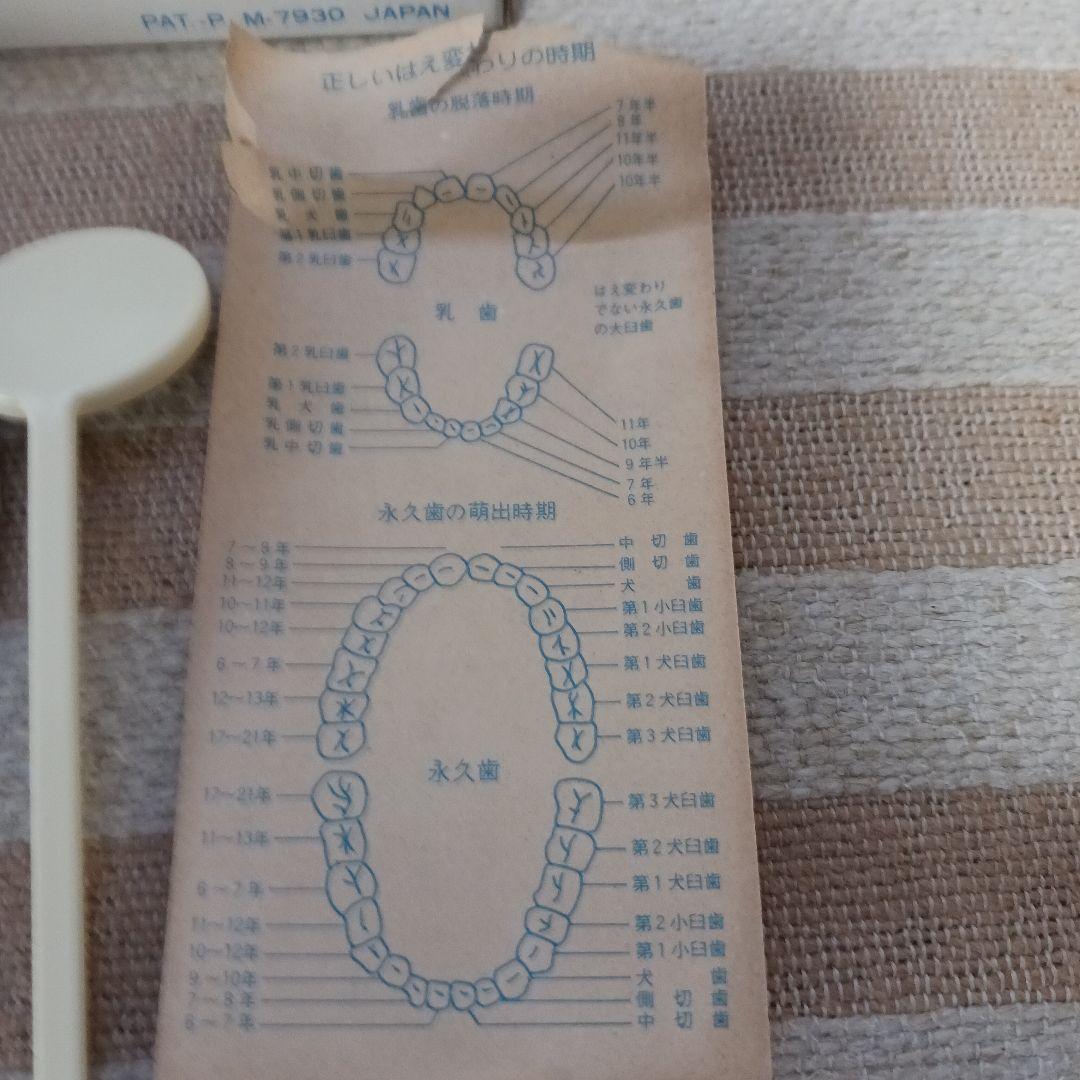 PAT.-P. M-7930 JAPAN
正しいはえ変わりの時期
乳歯の脱落時期
乳中切歯 7年半
乳側切歯 8年
乳犬歯 11年半
第1乳臼歯 10年半
第2乳臼歯 10年半
乳歯
はえ変わり
でない永久歯
の大臼歯
第2乳臼歯 11年
第1乳臼歯 10年
乳犬歯 9年半
乳側切歯 7年
乳中切歯 6年
永久歯の萌出時期
中切歯
8〜9年 側切歯
11〜12年 犬歯
10〜11年 第1小臼歯
10〜12年 第2小臼歯
6〜7年 第1犬臼歯
12〜13年 第2犬臼歯
17〜21年 第3犬臼歯
永久歯
17〜21年 第3犬臼歯
11〜13年 第2犬臼歯
6〜7年 第1犬臼歯
11〜12年 第2小臼歯
10〜12年 第1小臼歯
9〜10年 犬歯
7〜8年 側切歯
6〜7年 中切歯